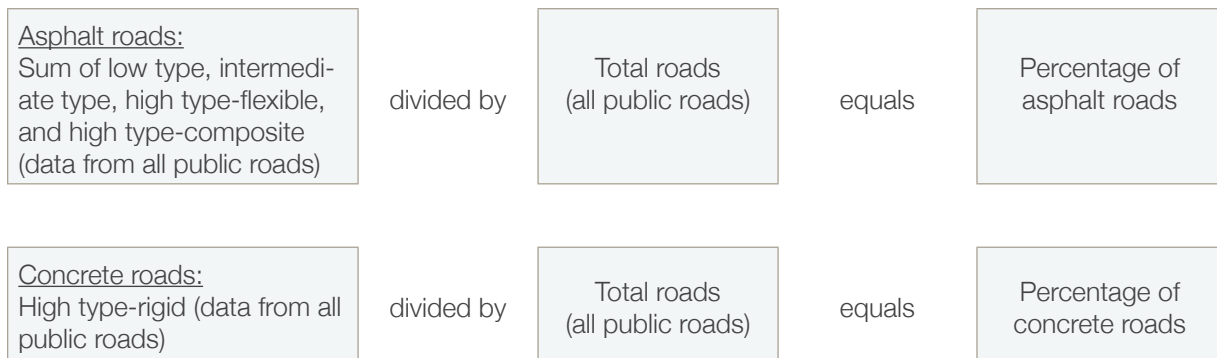 Asphalt roads:
Sum of low type, intermedi-
ate type, high type-flexible,
and high type-composite
(data from all public roads)
divided by
Total roads
(all public roads)
equals
Percentage of
asphalt roads
Concrete roads:
High type-rigid (data from all
public roads)
divided by
Total roads
(all public roads)
equals
Percentage of
concrete roads